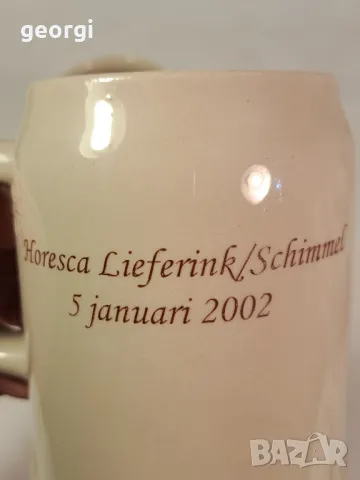 georgi
Horesca Lieferink/Schimmel
5 januari 2002
BAZAR